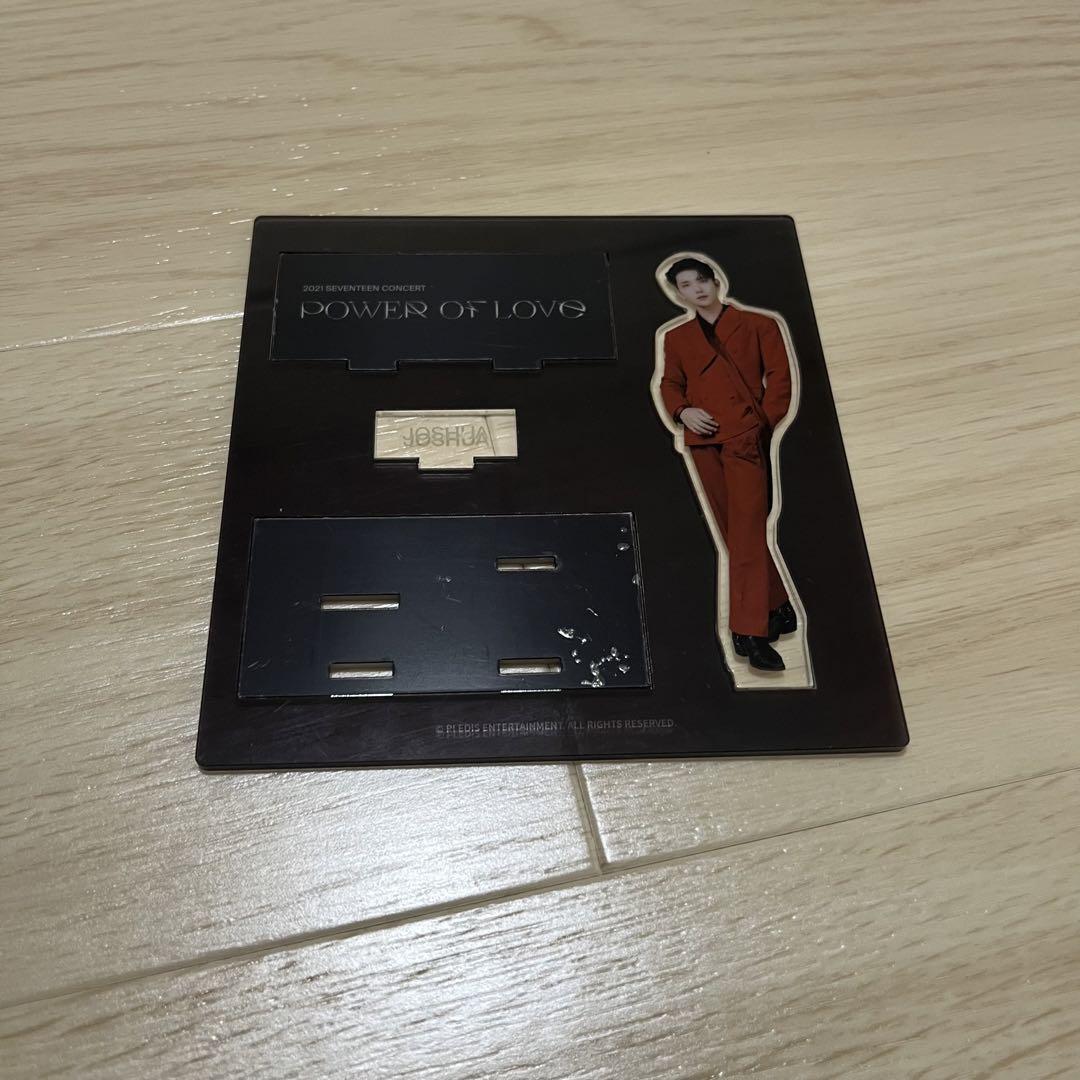 2021 SEVENTEEN CONCERT
POWER OF LOVE
JOSHUA
© PLEDIS ENTERTAINMENT. ALL RIGHTS RESERVED.